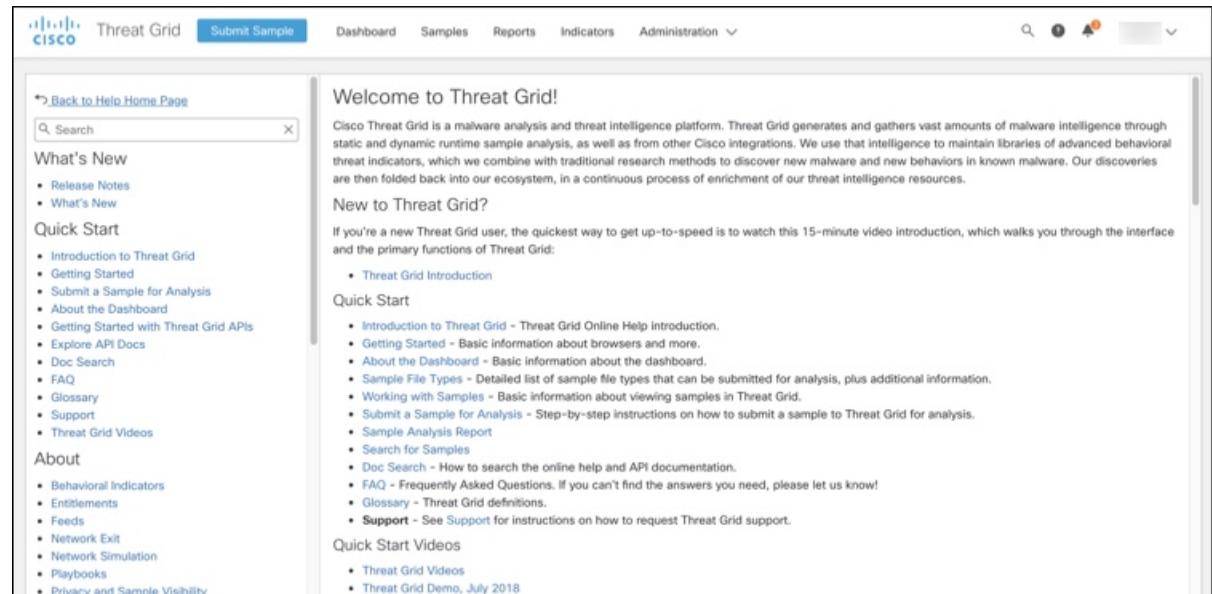 CISCO Threat Grid Submit Sample Dashboard Samples Reports Indicators Administration
Back to Help Home Page
Search
What's New
Release Notes
What's New
Quick Start
Introduction to Threat Grid
Getting Started
Submit a Sample for Analysis
About the Dashboard
Getting Started with Threat Grid APIs
Explore API Docs
Doc Search
FAQ
Glossary
Support
Threat Grid Videos
About
Behavioral Indicators
Entitlements
Feeds
Network Exit
Network Simulation
Playbooks
Privacy and Sample Visibility
Welcome to Threat Grid!
Cisco Threat Grid is a malware analysis and threat intelligence platform. Threat Grid generates and gathers vast amounts of malware intelligence through
static and dynamic runtime sample analysis, as well as from other Cisco integrations. We use that intelligence to maintain libraries of advanced behavioral
threat indicators, which we combine with traditional research methods to discover new malware and new behaviors in known malware. Our discoveries
are then folded back into our ecosystem, in a continuous process of enrichment of our threat intelligence resources.
New to Threat Grid?
If you're a new Threat Grid user, the quickest way to get up-to-speed is to watch this 15-minute video introduction, which walks you through the interface
and the primary functions of Threat Grid:
Threat Grid Introduction
Quick Start
Introduction to Threat Grid - Threat Grid Online Help introduction.
Getting Started - Basic information about browsers and more.
About the Dashboard - Basic information about the dashboard.
Sample File Types - Detailed list of sample file types that can be submitted for analysis, plus additional information.
Working with Samples - Basic information about viewing samples in Threat Grid.
Submit a Sample for Analysis - Step-by-step instructions on how to submit a sample to Threat Grid for analysis.
Sample Analysis Report
Search for Samples
Doc Search - How to search the online help and API documentation.
FAQ - Frequently Asked Questions. If you can't find the answers you need, please let us know!
Glossary - Threat Grid definitions.
Support - See Support for instructions on how to request Threat Grid support.
Quick Start Videos
Threat Grid Videos
Threat Grid Demo, July 2018